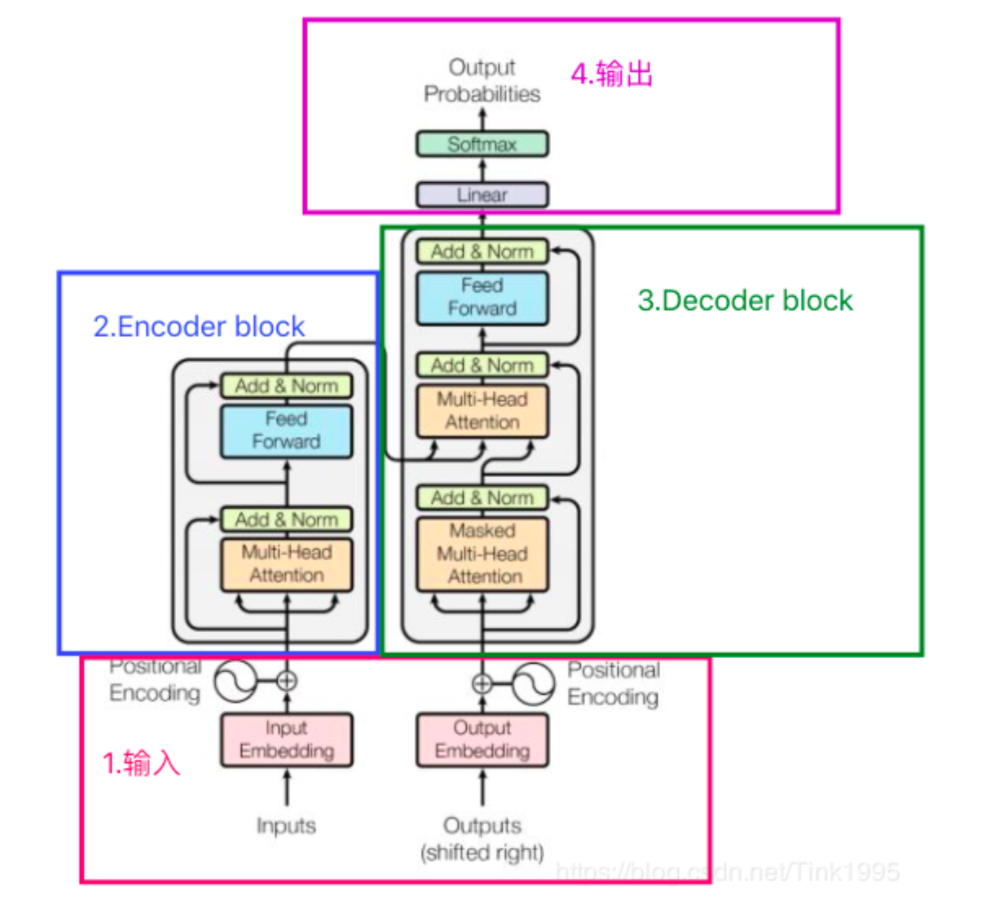 Output
Probabilities
4.输出
Softmax
Linear
Add & Norm
Feed
Forward
3.Decoder block
2.Encoder block
Add & Norm
Multi-Head
Attention
Add & Norm
Feed
Forward
Add & Norm
Masked
Multi-Head
Attention
Add & Norm
Multi-Head
Attention
Positional
Encoding
Positional
Encoding
1.输入
Input
Embedding
Output
Embedding
Inputs
Outputs
(shifted right)
https://blog.csdn.net/Tink1995